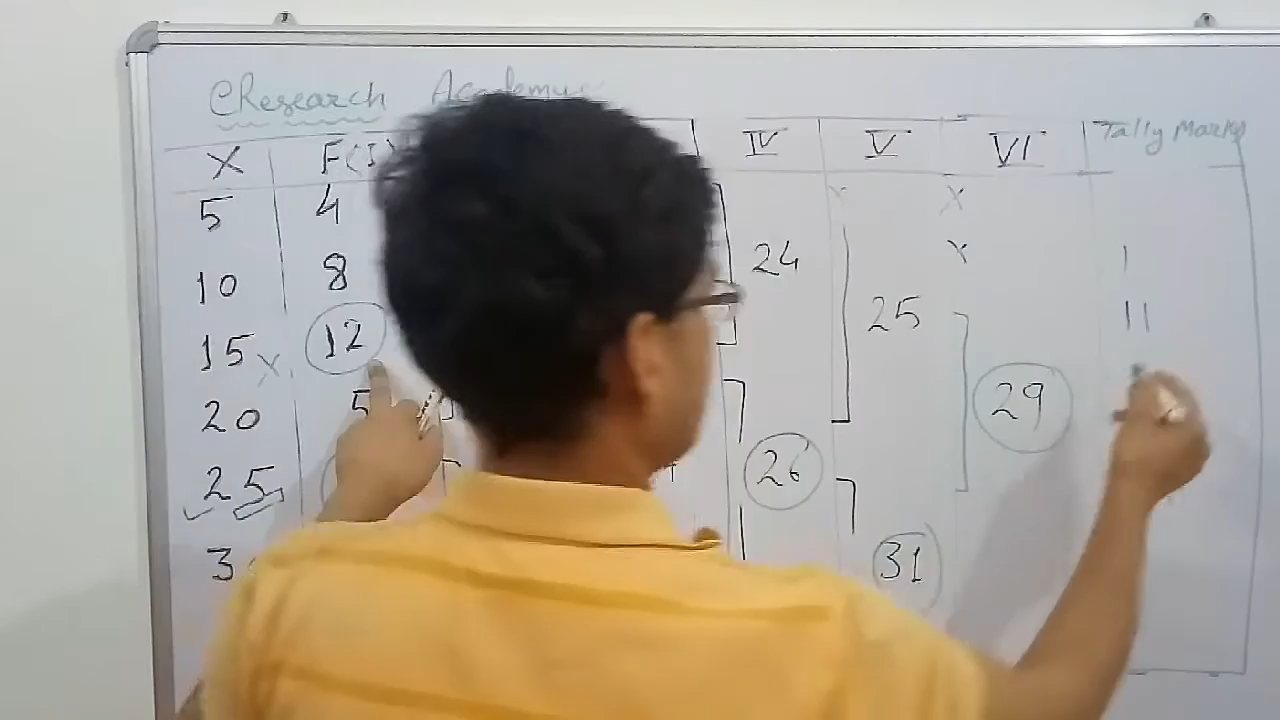 eResearch Academy
X F(I) IV V VI Tally Marks
5 4 X
10 8 24 X I
15 X 12 25 II
20 5 29
25 26
3 31